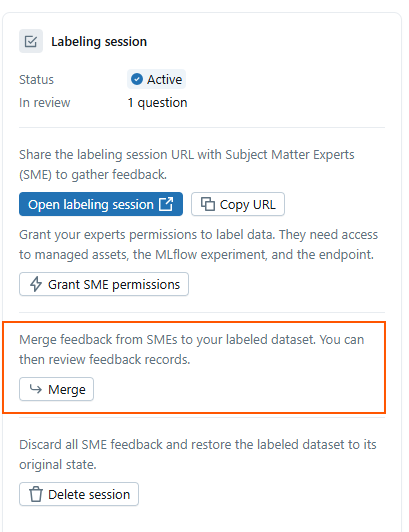 Labeling session
Status Active
In review 1 question
Share the labeling session URL with Subject Matter Experts
(SME) to gather feedback.
Open labeling session Copy URL
Grant your experts permissions to label data. They need access
to managed assets, the MLflow experiment, and the endpoint.
Grant SME permissions
Merge feedback from SMEs to your labeled dataset. You can
then review feedback records.
Merge
Discard all SME feedback and restore the labeled dataset to its
original state.
Delete session